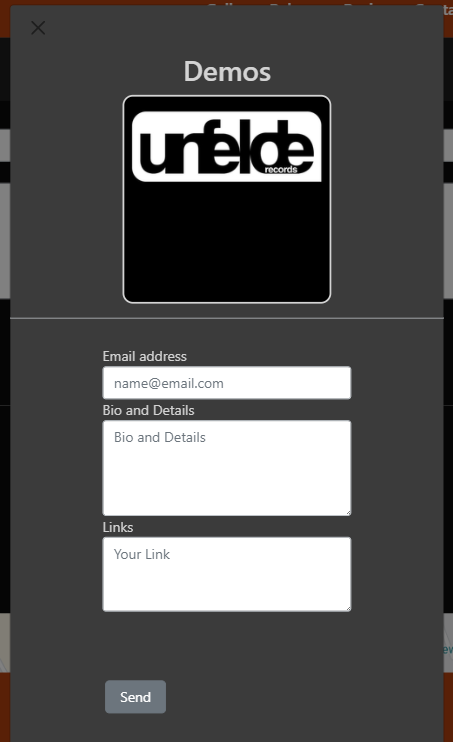 Demos
unfelde
records
Email address
name@email.com
Bio and Details
Bio and Details
Links
Your Link
Send